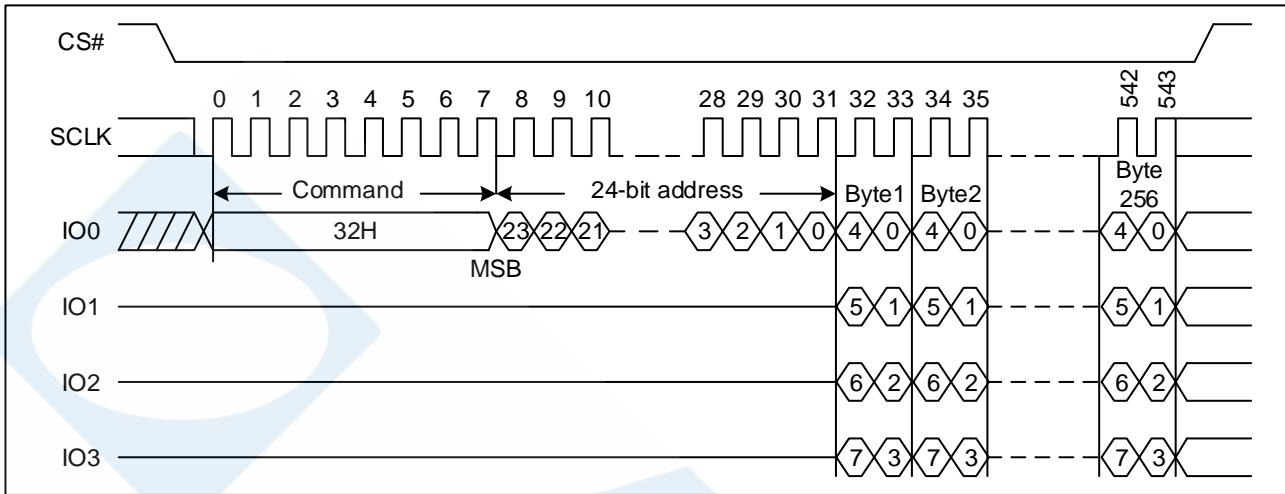 CS#
0 1 2 3 4 5 6 7 8 9 10 28 29 30 31 32 33 34 35 542 543
SCLK
Command 24-bit address Byte1 Byte2 Byte
256
IO0 32H 23 22 21 3 2 1 0 4 0 4 0 4 0
MSB
IO1 5 1 5 1 5 1
IO2 6 2 6 2 6 2
IO3 7 3 7 3 7 3